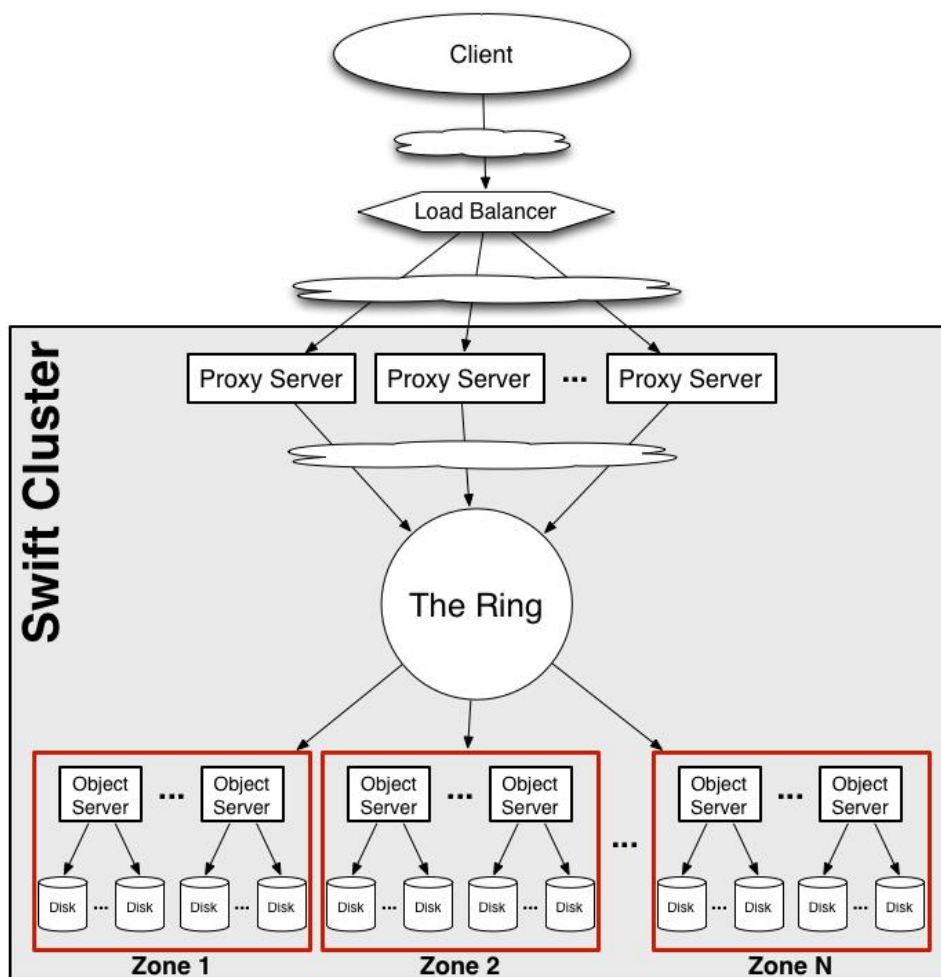 Client
Load Balancer
Swift Cluster
Proxy Server
Proxy Server
...
Proxy Server
The Ring
Object
Server
...
Object
Server
Object
Server
...
Object
Server
...
Object
Server
...
Object
Server
Disk
...
Disk
Disk
...
Disk
Disk
...
Disk
Disk
...
Disk
Disk
...
Disk
Disk
...
Disk
Zone 1
Zone 2
Zone N